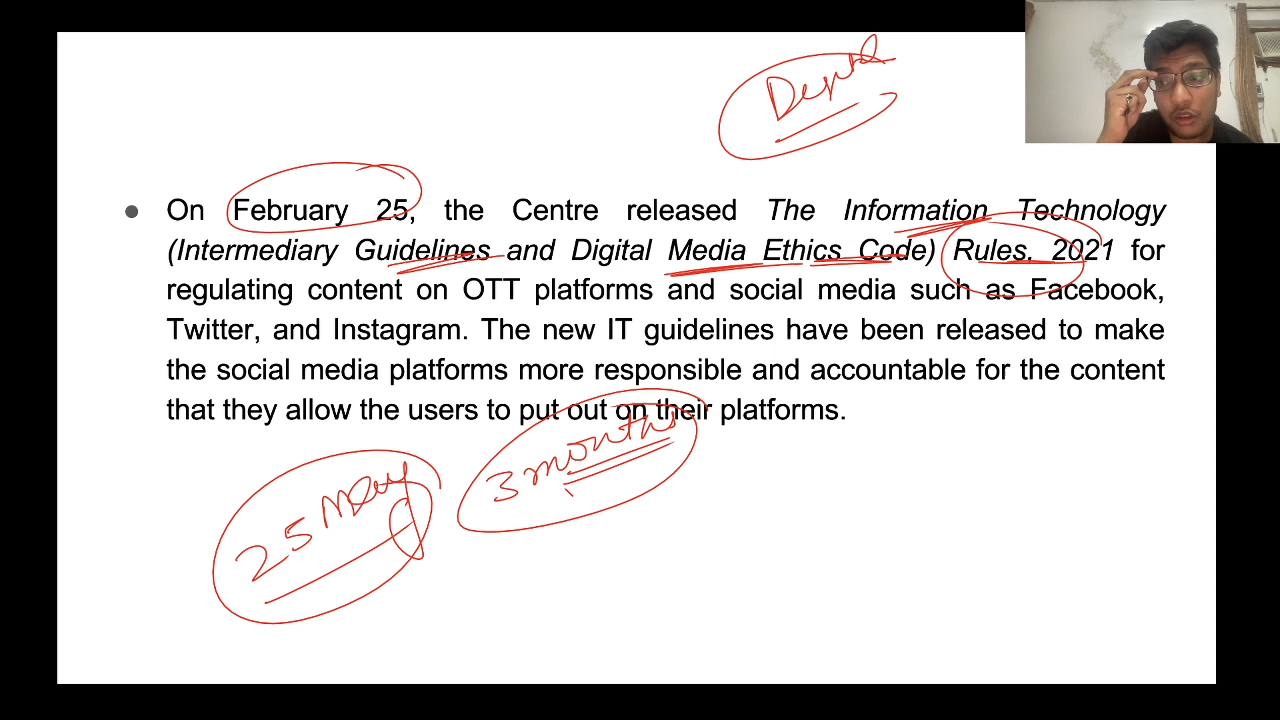 Depth
● On February 25, the Centre released The Information Technology
(Intermediary Guidelines and Digital Media Ethics Code) Rules. 2021 for
regulating content on OTT platforms and social media such as Facebook,
Twitter, and Instagram. The new IT guidelines have been released to make
the social media platforms more responsible and accountable for the content
that they allow the users to put out on their platforms.
3 months
25 May